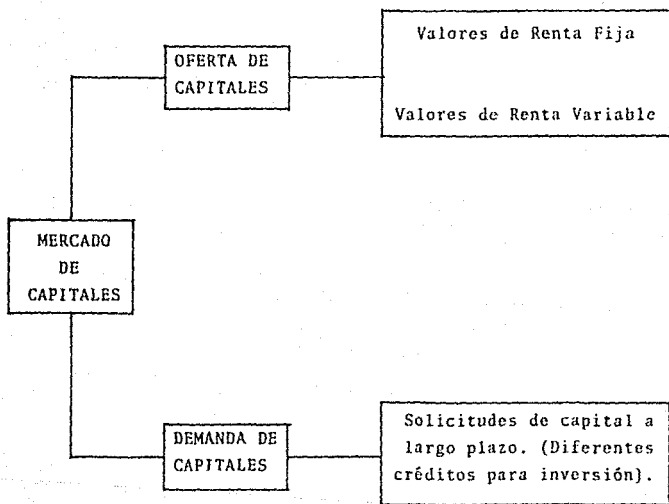 Valores de Renta Fija
OFERTA DE
CAPITALES
Valores de Renta Variable
MERCADO
DE
CAPITALES
DEMANDA DE
CAPITALES
Solicitudes de capital a
largo plazo. (Diferentes
créditos para inversión).